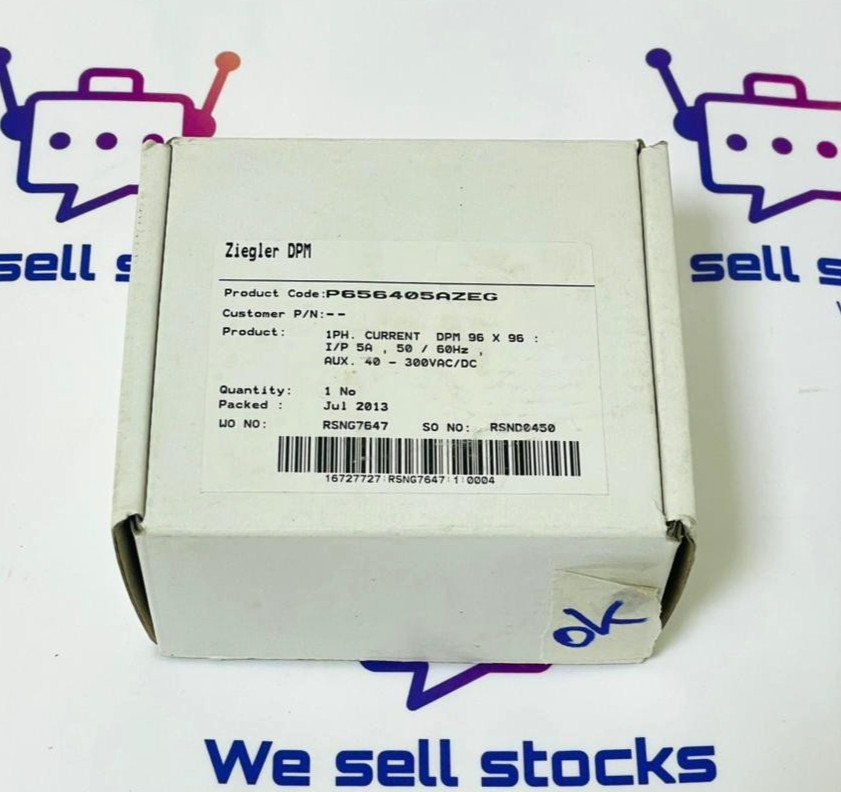 sell s
sell
Ziegler DPM
Product Code:P656405AZEG
Customer P/N:--
Product: 1PH. CURRENT DPM 96 X 96 :
I/P 5A , 50 / 60Hz ,
AUX. 40 - 300VAC/DC
Quantity: 1 No
Packed : Jul 2013
WO NO: RSNG7647 SO NO: RSND0450
16727727:RSNG7647:1:0004
OK
We sell stocks